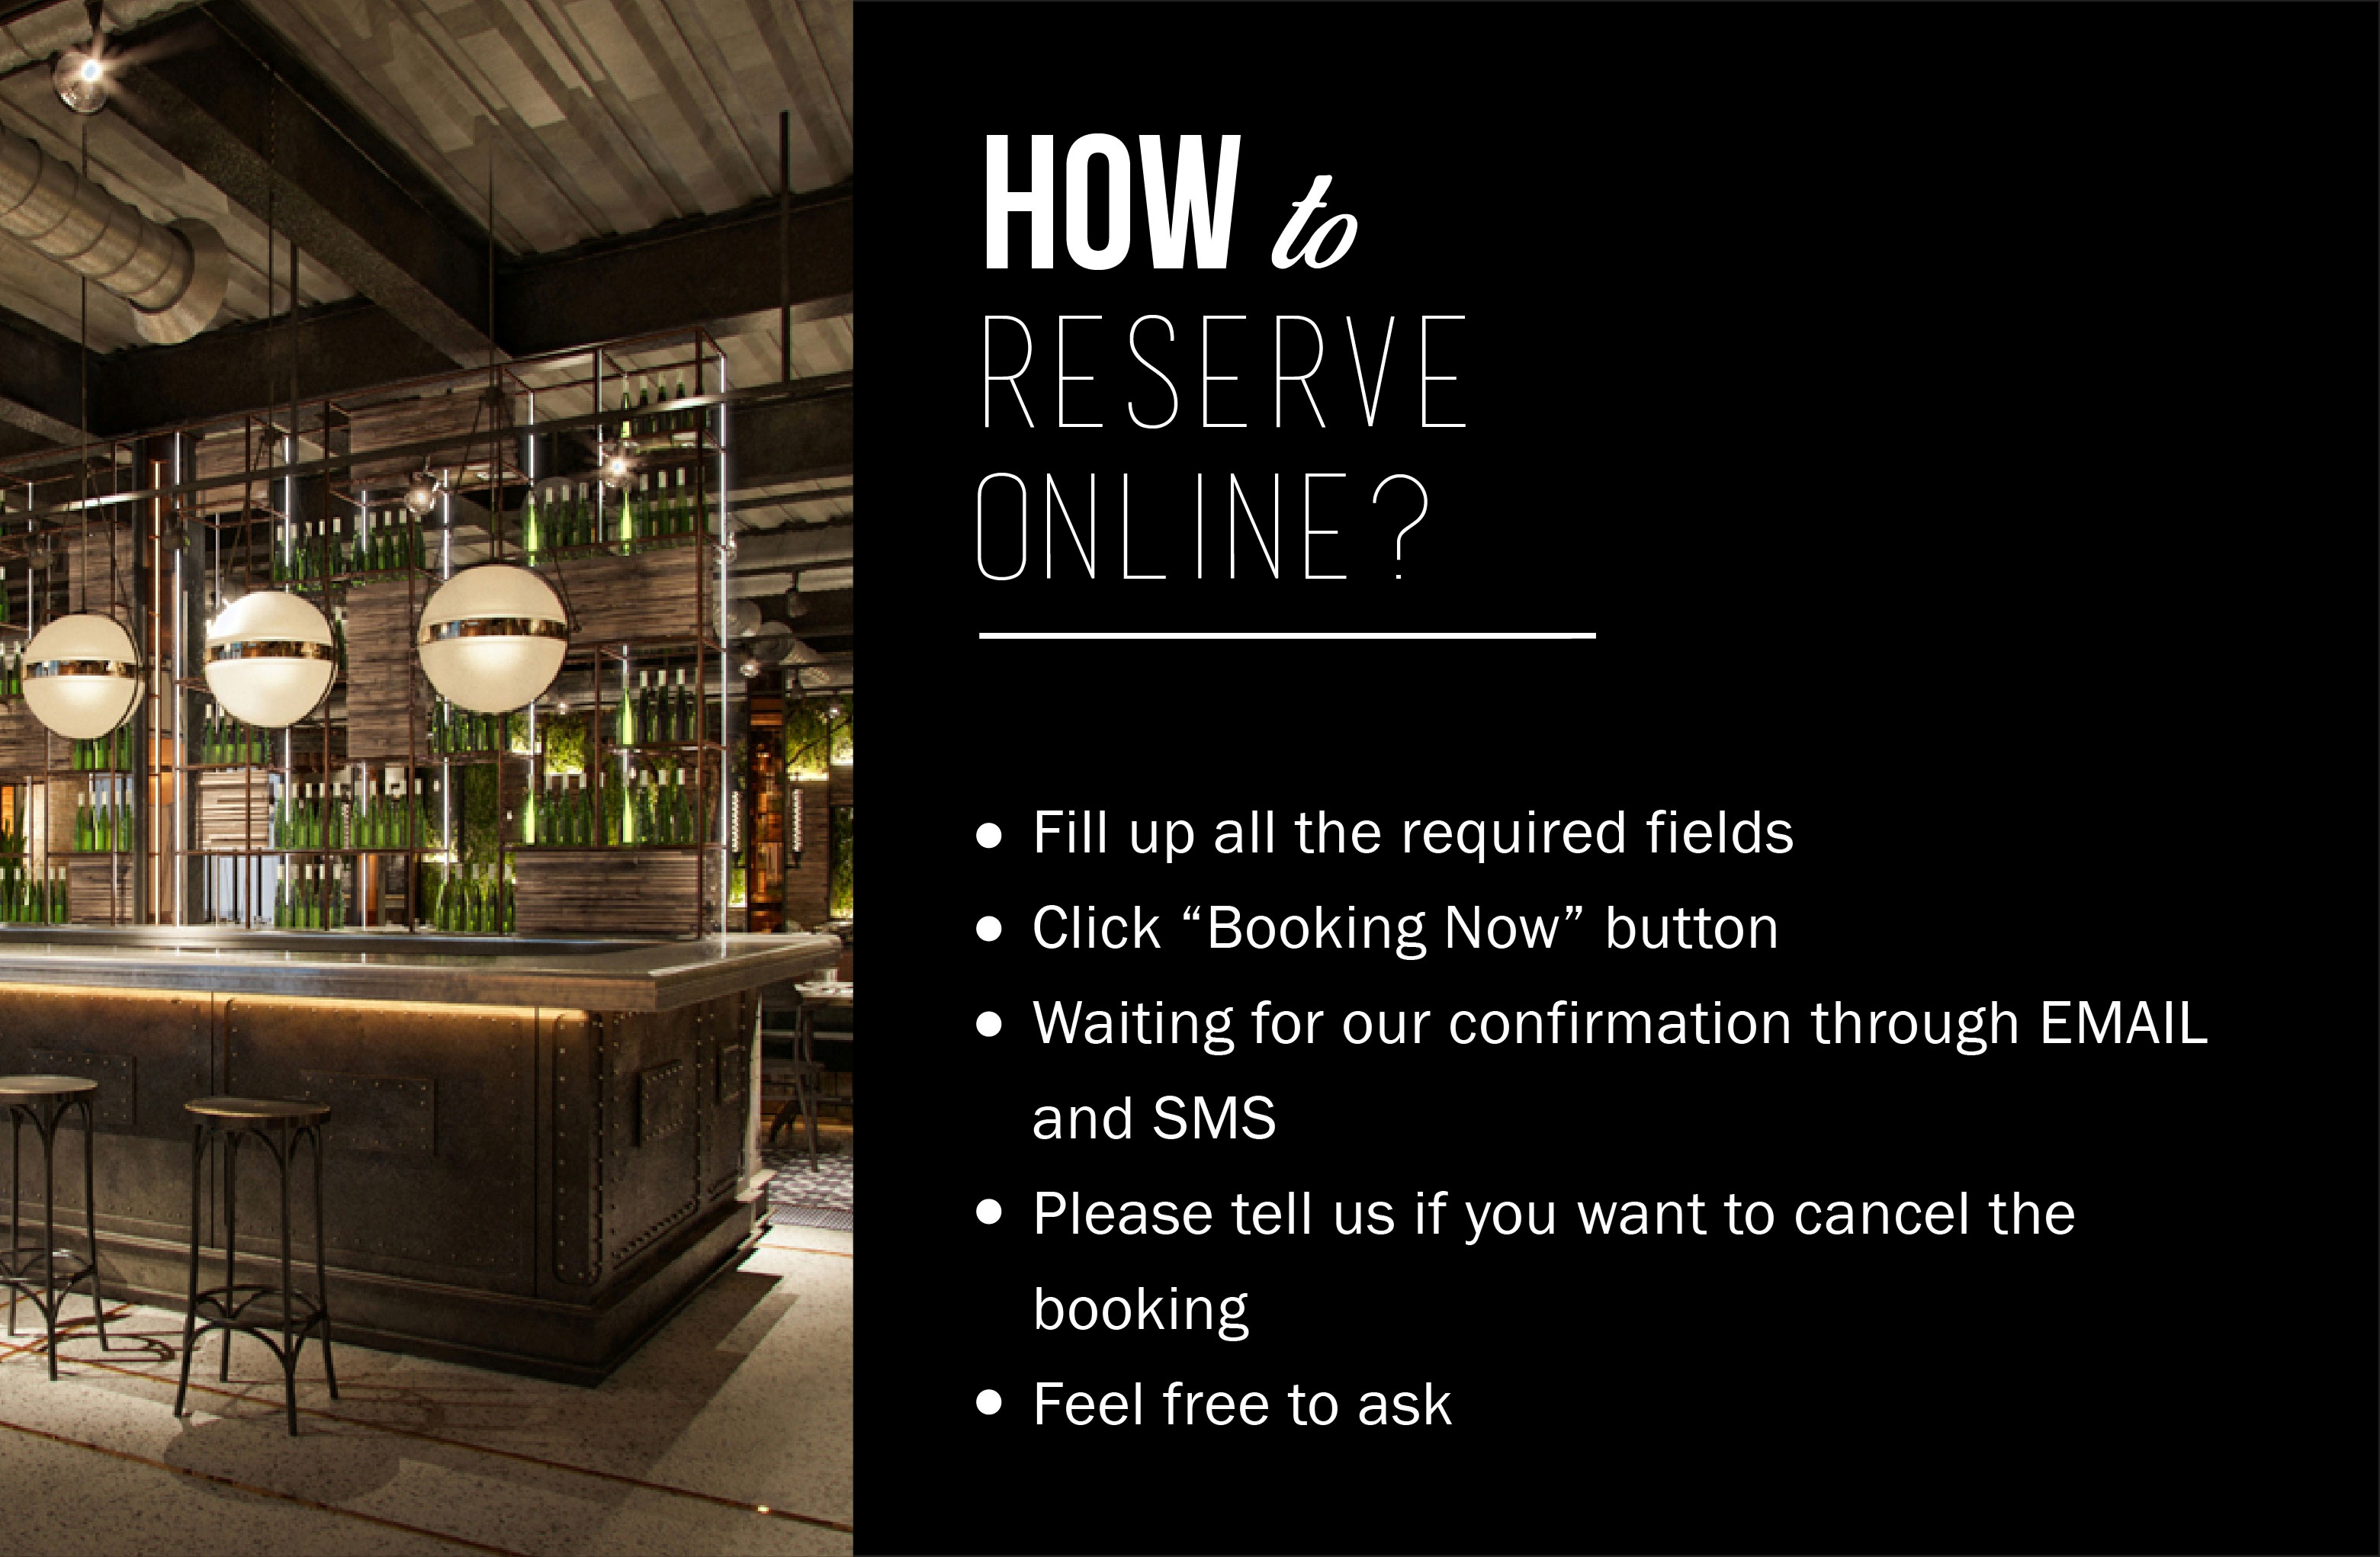 HOW to
RESERVE
ONLINE?
• Fill up all the required fields
• Click “Booking Now” button
• Waiting for our confirmation through EMAIL
and SMS
• Please tell us if you want to cancel the
booking
• Feel free to ask